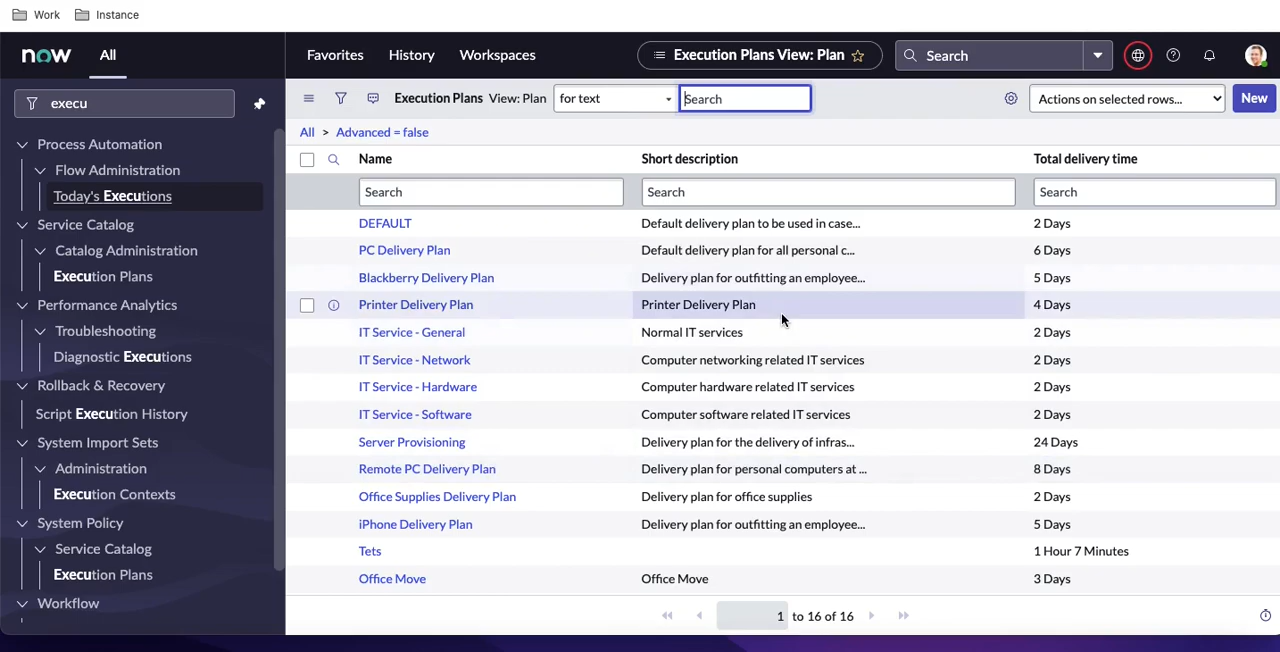 Work Instance
now All Favorites History Workspaces Execution Plans View: Plan Search
execu
Execution Plans View: Plan for text Search Actions on selected rows... New
All > Advanced = false
Name Short description Total delivery time
Search Search Search
Process Automation
Flow Administration
Today's Executions
Service Catalog
Catalog Administration
Execution Plans
Performance Analytics
Troubleshooting
Diagnostic Executions
Rollback & Recovery
Script Execution History
System Import Sets
Administration
Execution Contexts
System Policy
Service Catalog
Execution Plans
Workflow
DEFAULT Default delivery plan to be used in case... 2 Days
PC Delivery Plan Default delivery plan for all personal c... 6 Days
Blackberry Delivery Plan Delivery plan for outfitting an employee... 5 Days
Printer Delivery Plan Printer Delivery Plan 4 Days
IT Service - General Normal IT services 2 Days
IT Service - Network Computer networking related IT services 2 Days
IT Service - Hardware Computer hardware related IT services 2 Days
IT Service - Software Computer software related IT services 2 Days
Server Provisioning Delivery plan for the delivery of infras... 24 Days
Remote PC Delivery Plan Delivery plan for personal computers at ... 8 Days
Office Supplies Delivery Plan Delivery plan for office supplies 2 Days
iPhone Delivery Plan Delivery plan for outfitting an employee... 5 Days
Tets 1 Hour 7 Minutes
Office Move Office Move 3 Days
1 to 16 of 16